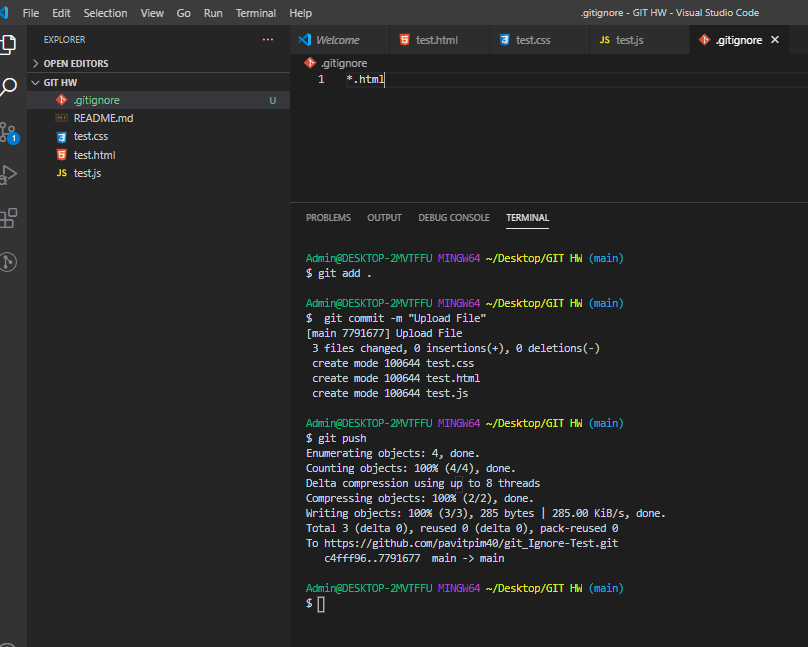 File Edit Selection View Go Run Terminal Help .gitignore - GIT HW - Visual Studio Code
EXPLORER ...
Welcome test.html test.css JS test.js .gitignore
OPEN EDITORS
.gitignore
GIT HW
1 *.html
.gitignore U
README.md
test.css
test.html
JS test.js
1
PROBLEMS OUTPUT DEBUG CONSOLE TERMINAL
Admin@DESKTOP-2MVTFFU MINGW64 ~/Desktop/GIT HW (main)
$ git add .
Admin@DESKTOP-2MVTFFU MINGW64 ~/Desktop/GIT HW (main)
$  git commit -m "Upload File"
[main 7791677] Upload File
 3 files changed, 0 insertions(+), 0 deletions(-)
 create mode 100644 test.css
 create mode 100644 test.html
 create mode 100644 test.js
Admin@DESKTOP-2MVTFFU MINGW64 ~/Desktop/GIT HW (main)
$ git push
Enumerating objects: 4, done.
Counting objects: 100% (4/4), done.
Delta compression using up to 8 threads
Compressing objects: 100% (2/2), done.
Writing objects: 100% (3/3), 285 bytes | 285.00 KiB/s, done.
Total 3 (delta 0), reused 0 (delta 0), pack-reused 0
To https://github.com/pavitpim40/git_Ignore-Test.git
   c4fff96..7791677  main -> main
Admin@DESKTOP-2MVTFFU MINGW64 ~/Desktop/GIT HW (main)
$